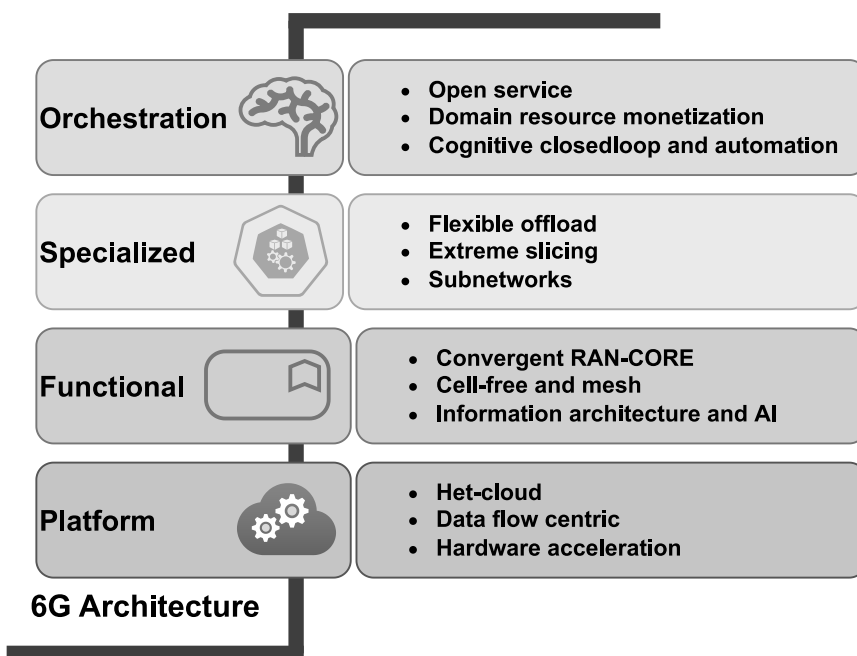 Orchestration
• Open service
• Domain resource monetization
• Cognitive closedloop and automation
Specialized
• Flexible offload
• Extreme slicing
• Subnetworks
Functional
• Convergent RAN-CORE
• Cell-free and mesh
• Information architecture and AI
Platform
• Het-cloud
• Data flow centric
• Hardware acceleration
6G Architecture